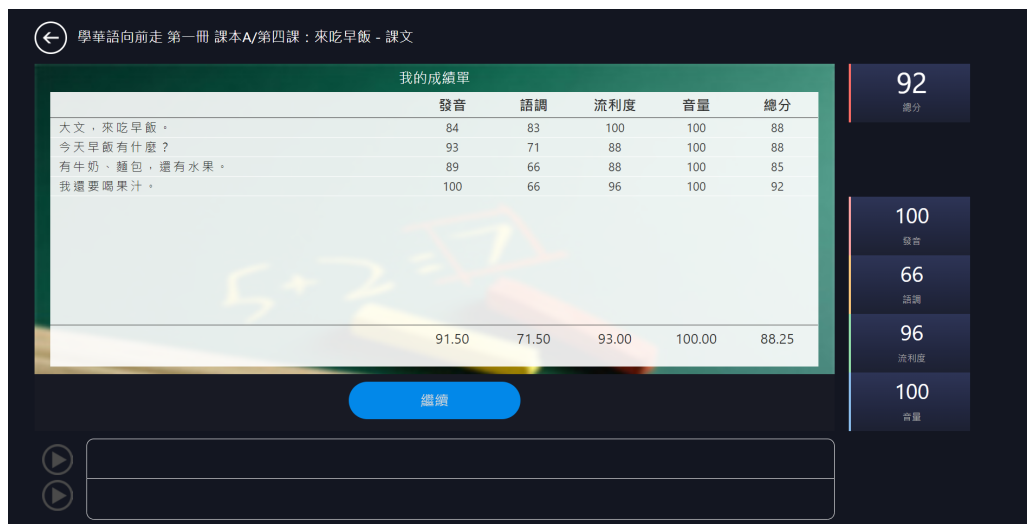 學華語向前走 第一冊 課本A/第四課：來吃早飯 - 課文
我的成績單
發音 語調 流利度 音量 總分
大文，來吃早飯。 84 83 100 100 88
今天早飯有什麼？ 93 71 88 100 88
有牛奶、麵包，還有水果。 89 66 88 100 85
我還要喝果汁。 100 66 96 100 92
5+2=7
91.50 71.50 93.00 100.00 88.25
繼續
92
總分
100
發音
66
語調
96
流利度
100
音量